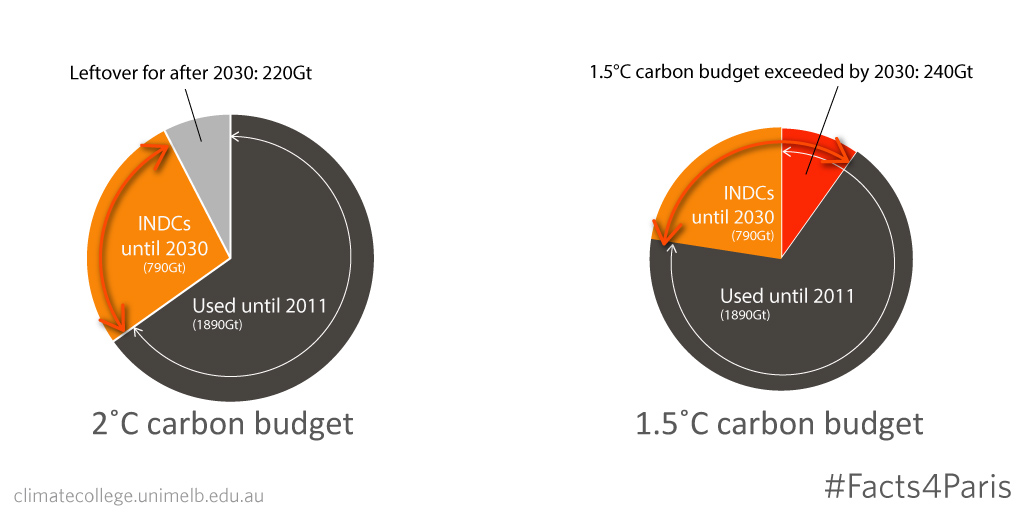 Leftover for after 2030: 220Gt
INDCs
until 2030
(790Gt)
Used until 2011
(1890Gt)
2˚C carbon budget
1.5°C carbon budget exceeded by 2030: 240Gt
INDCs
until 2030
(790Gt)
Used until 2011
(1890Gt)
1.5˚C carbon budget
climatecollege.unimelb.edu.au
#Facts4Paris